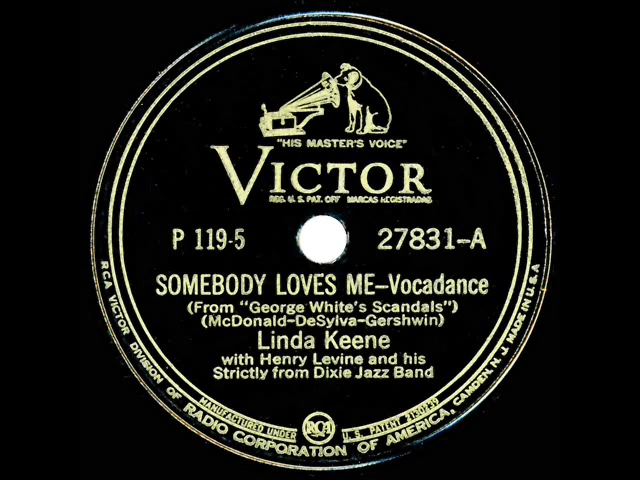 "HIS MASTER'S VOICE"
VICTOR
REG. U. S. PAT. OFF. MARCAS REGISTRADAS
P 119-5
27831-A
SOMEBODY LOVES ME-Vocadance
(From "George White's Scandals")
(McDonald-DeSylva-Gershwin)
Linda Keene
with Henry Levine and his
Strictly from Dixie Jazz Band
MANUFACTURED UNDER RCA U. S. PATENT 2130239
RCA VICTOR DIVISION OF RADIO CORPORATION OF AMERICA, CAMDEN, N. J. MADE IN U.S.A